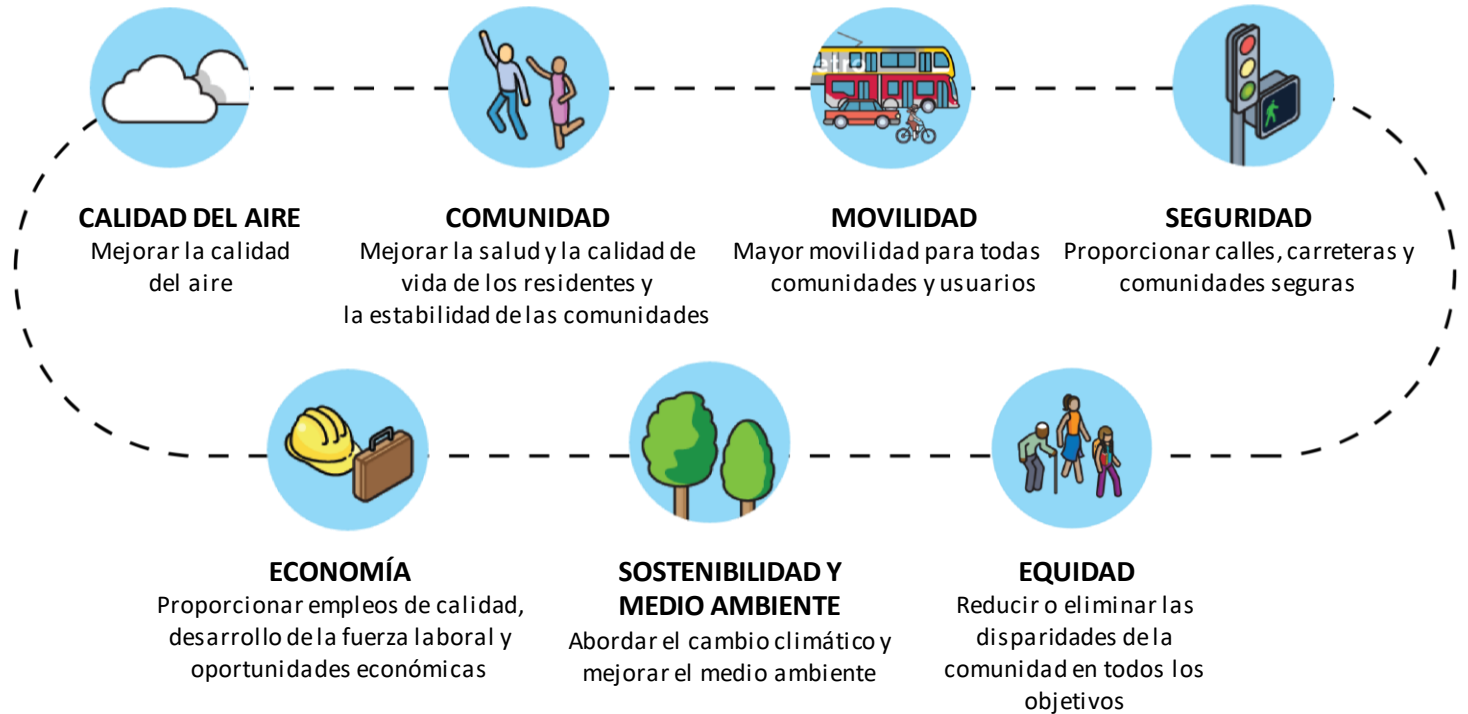 etro
CALIDAD DEL AIRE
Mejorar la calidad
del aire
COMUNIDAD
Mejorar la salud y la calidad de
vida de los residentes y
la estabilidad de las comunidades
MOVILIDAD
Mayor movilidad para todas
comunidades y usuarios
SEGURIDAD
Proporcionar calles, carreteras y
comunidades seguras
ECONOMÍA
Proporcionar empleos de calidad,
desarrollo de la fuerza laboral y
oportunidades económicas
SOSTENIBILIDAD Y
MEDIO AMBIENTE
Abordar el cambio climático y
mejorar el medio ambiente
EQUIDAD
Reducir o eliminar las
disparidades de la
comunidad en todos los
objetivos